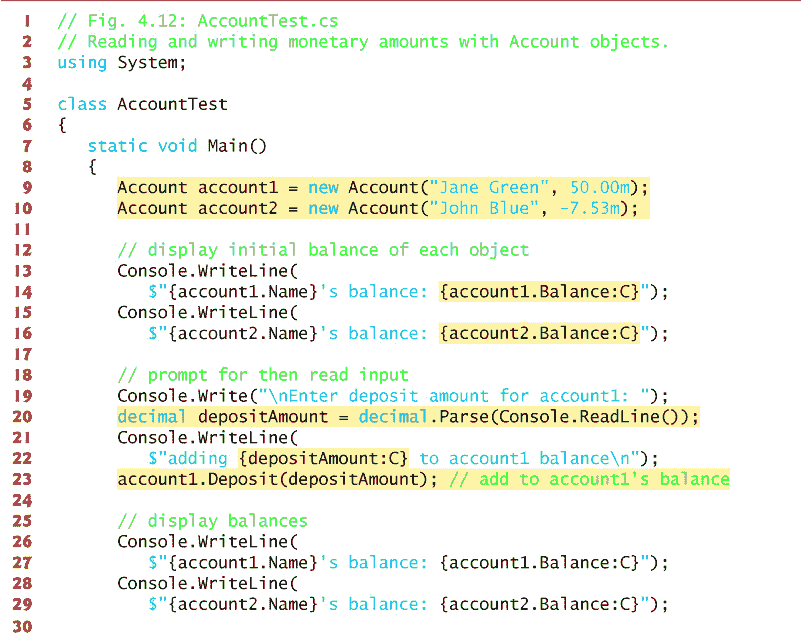 1 // Fig. 4.12: AccountTest.cs
2 // Reading and writing monetary amounts with Account objects.
3 using System;
4
5 class AccountTest
6 {
7 static void Main()
8 {
9 Account account1 = new Account("Jane Green", 50.00m);
10 Account account2 = new Account("John Blue", -7.53m);
11
12 // display initial balance of each object
13 Console.WriteLine(
14 $"{account1.Name}'s balance: {account1.Balance:C}");
15 Console.WriteLine(
16 $"{account2.Name}'s balance: {account2.Balance:C}");
17
18 // prompt for then read input
19 Console.Write("\nEnter deposit amount for account1: ");
20 decimal depositAmount = decimal.Parse(Console.ReadLine());
21 Console.WriteLine(
22 $"adding {depositAmount:C} to account1 balance\n");
23 account1.Deposit(depositAmount); // add to account1's balance
24
25 // display balances
26 Console.WriteLine(
27 $"{account1.Name}'s balance: {account1.Balance:C}");
28 Console.WriteLine(
29 $"{account2.Name}'s balance: {account2.Balance:C}");
30